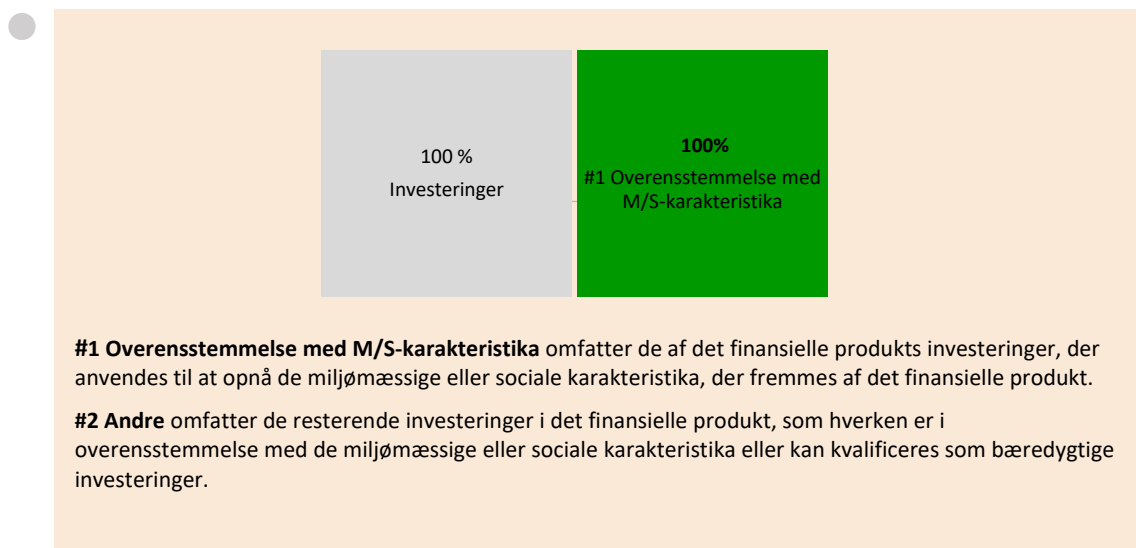 100 %
Investeringer
100%
#1 Overensstemmelse med
M/S-karakteristika
#1 Overensstemmelse med M/S-karakteristika omfatter de af det finansielle produkts investeringer, der
anvendes til at opnå de miljømæssige eller sociale karakteristika, der fremmes af det finansielle produkt.
#2 Andre omfatter de resterende investeringer i det finansielle produkt, som hverken er i
overensstemmelse med de miljømæssige eller sociale karakteristika eller kan kvalificeres som bæredygtige
investeringer.